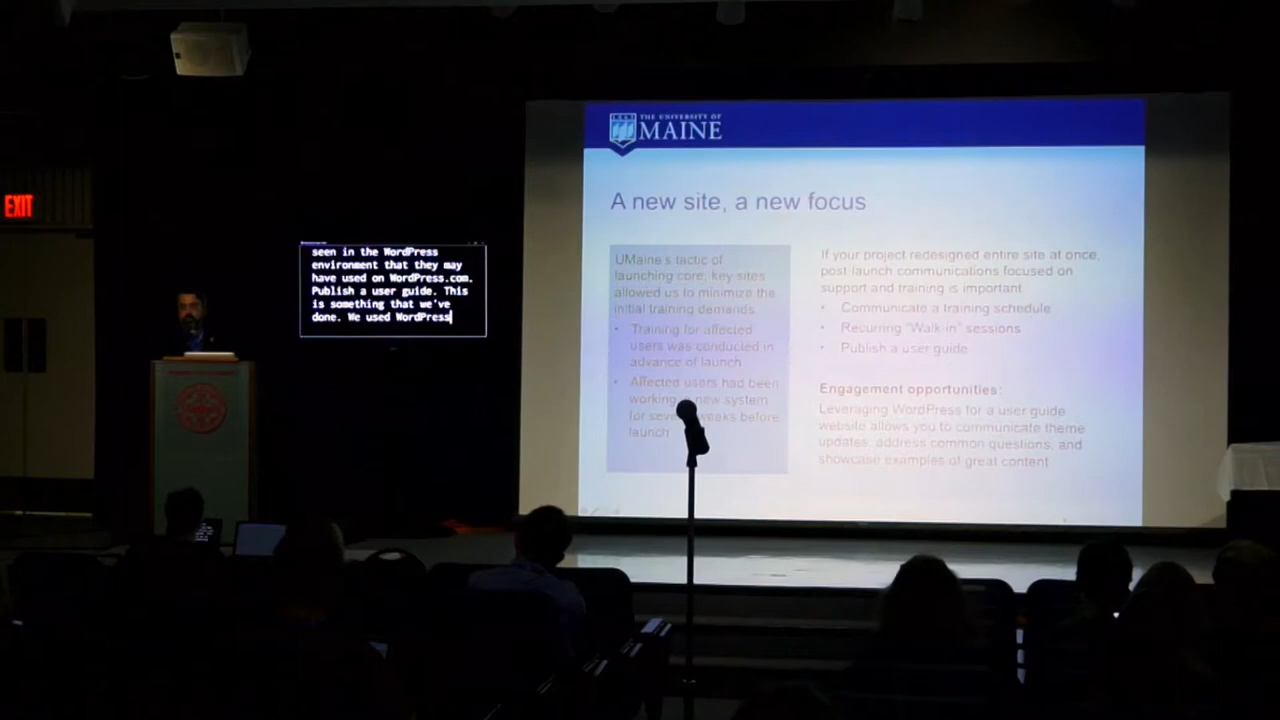 EXIT
seen in the WordPress
environment that they may
have used on WordPress.com.
Publish a user guide. This
is something that we've
done. We used WordPress
THE UNIVERSITY OF
MAINE
A new site, a new focus
UMaine's tactic of
launching core, key sites
allowed us to minimize the
initial training demands.
• Training for affected
users was conducted in
advance of launch
• Affected users had been
working new system
for weeks before
launch
If your project redesigned entire site at once,
post launch communications focused on
support and training is important.
• Communicate a training schedule
• Recurring "Walk-in" sessions
• Publish a user guide
Engagement opportunities:
Leveraging WordPress for a user guide
website allows you to communicate theme
updates, address common questions, and
showcase examples of great content